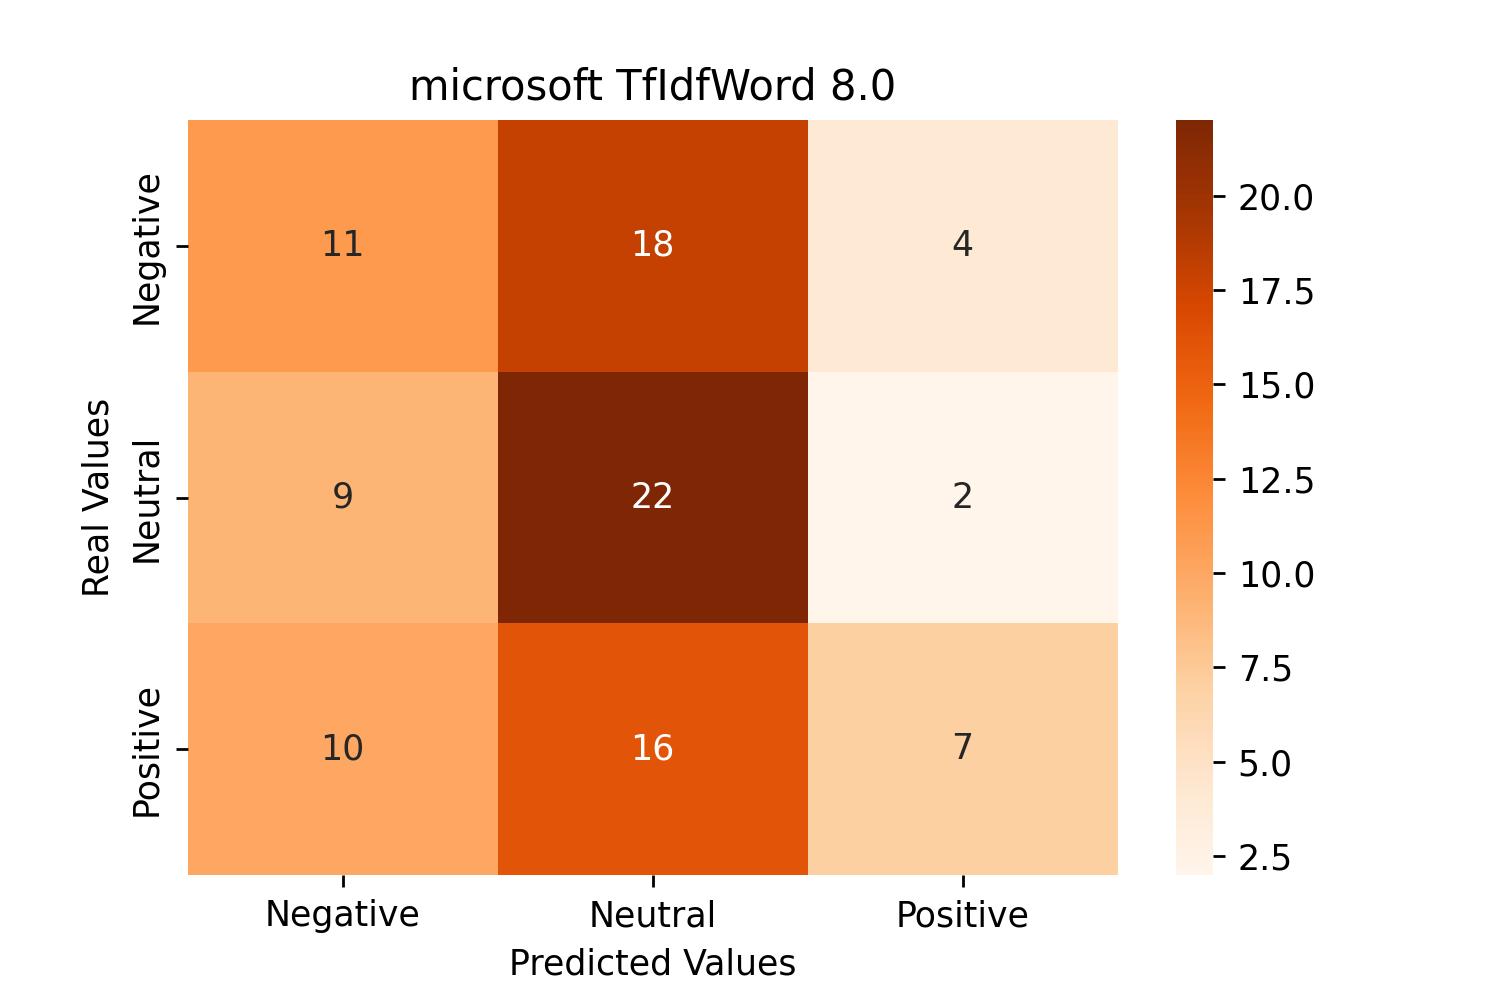 microsoft TfIdfWord 8.0
Real Values
Negative
11 18 4
Neutral
9 22 2
Positive
10 16 7
Negative Neutral Positive
Predicted Values
20.0
17.5
15.0
12.5
10.0
7.5
5.0
2.5